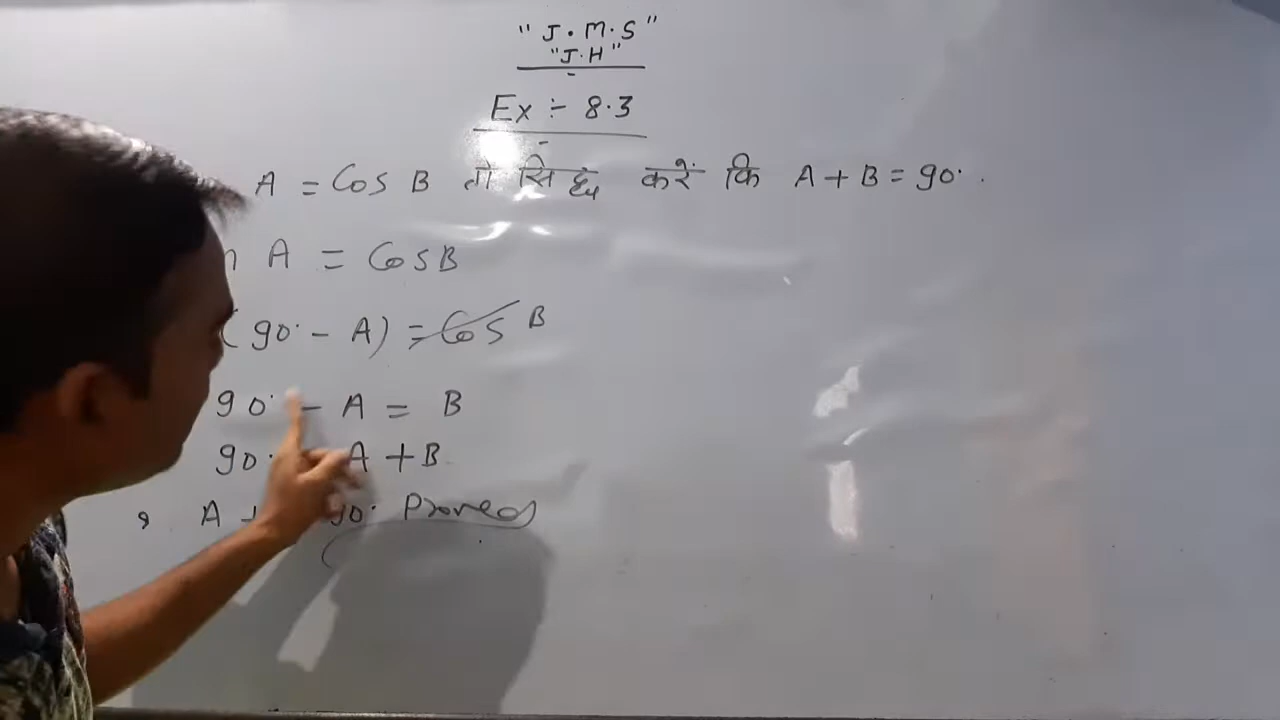 "J.M.S"
"J.H"
Ex ÷ 8.3
A = Cos B तो सिद्ध करें कि A + B = 90°.
A = Cos B
(90° - A) = Cos B
90° - A = B
90° A + B
A 90° Proved